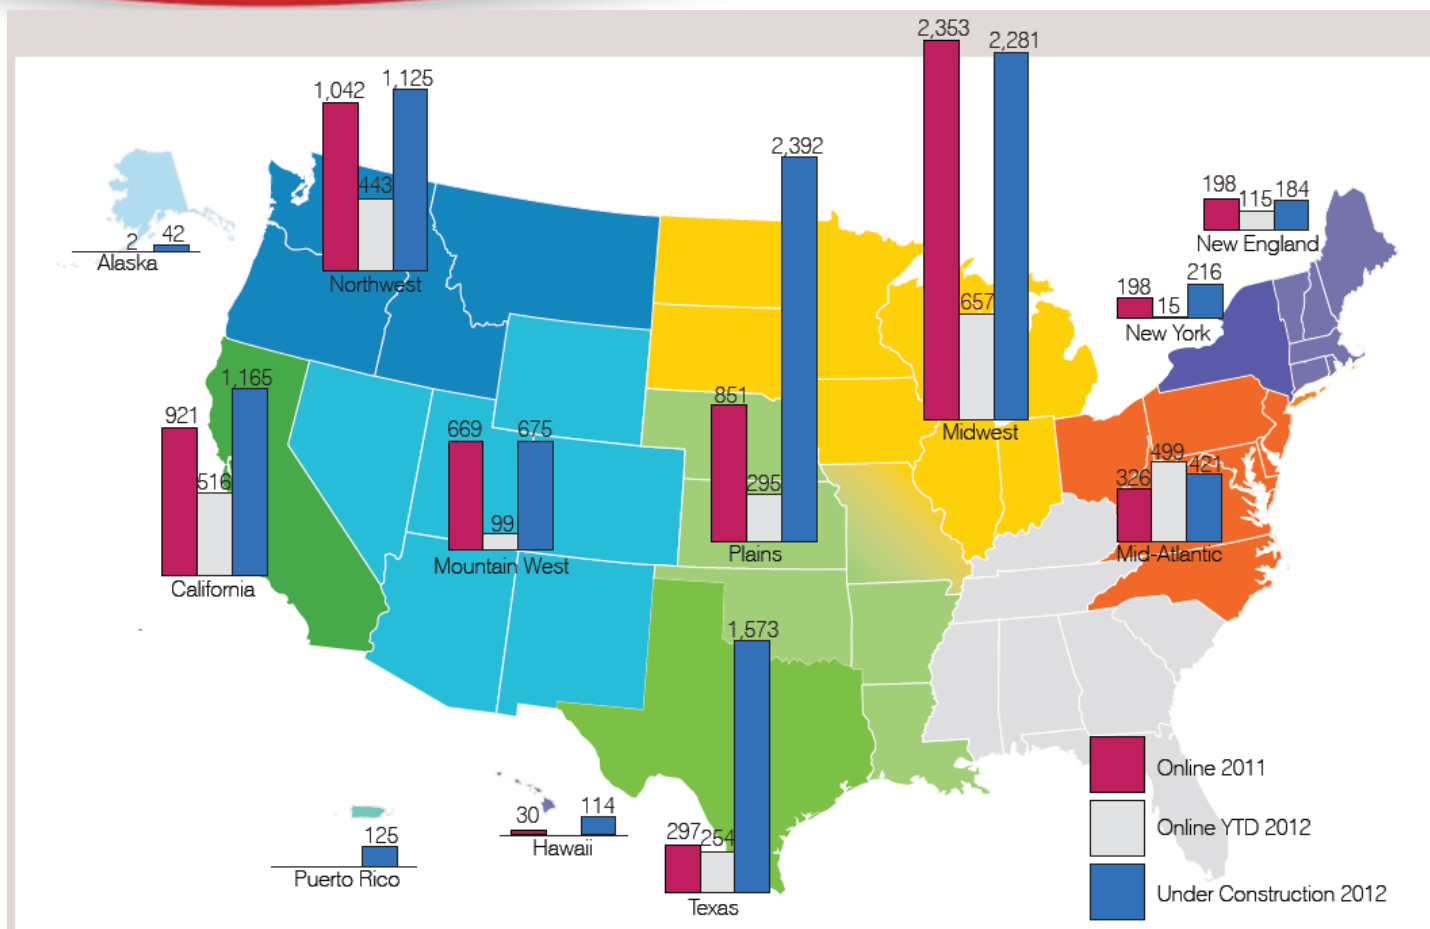 2,353
2,281
1,042
1,125
443
Northwest
2,392
2
42
Alaska
198
115
184
New England
198
15
216
New York
657
Midwest
1,165
921
516
California
669
675
99
Mountain West
851
295
Plains
326
499
421
Mid-Atlantic
1,573
297
254
Texas
30
114
Hawaii
125
Puerto Rico
Online 2011
Online YTD 2012
Under Construction 2012